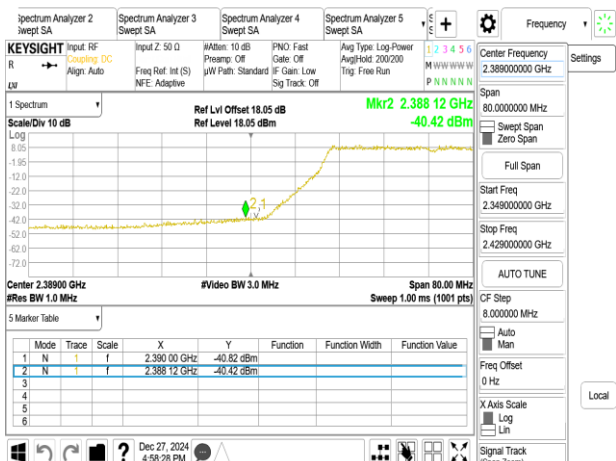 Spectrum Analyzer 2
Swept SA
Spectrum Analyzer 3
Swept SA
Spectrum Analyzer 4
Swept SA
Spectrum Analyzer 5
Swept SA
+
Frequency
KEYSIGHT
R
Input: RF
Coupling: DC
Align: Auto
Input Z: 50 Ω
Freq Ref: Int (S)
NFE: Adaptive
#Atten: 10 dB
Preamp: Off
µW Path: Standard
PNO: Fast
Gate: Off
IF Gain: Low
Sig Track: Off
Avg Type: Log-Power
Avg|Hold: 200/200
Trig: Free Run
1 2 3 4 5 6
M W W W W W
P N N N N N
1 Spectrum
Scale/Div 10 dB
Ref Lvl Offset 18.05 dB
Ref Level 18.05 dBm
Mkr2 2.388 12 GHz
-40.42 dBm
Log
8.05
-1.95
-12.0
-22.0
-32.0
-42.0
-52.0
-62.0
-72.0
2 1
Center 2.38900 GHz
#Res BW 1.0 MHz
#Video BW 3.0 MHz
Span 80.00 MHz
Sweep 1.00 ms (1001 pts)
5 Marker Table
Mode Trace Scale X Y Function Function Width Function Value
1 N 1 f 2.390 00 GHz -40.82 dBm
2 N 1 f 2.388 12 GHz -40.42 dBm
3
4
5
6
Dec 27, 2024
4:58:28 PM
Center Frequency
2.389000000 GHz
Span
80.0000000 MHz
Swept Span
Zero Span
Full Span
Start Freq
2.349000000 GHz
Stop Freq
2.429000000 GHz
AUTO TUNE
CF Step
8.000000 MHz
Auto
Man
Freq Offset
0 Hz
X Axis Scale
Log
Lin
Signal Track
(Span Zoom)
Settings
Local